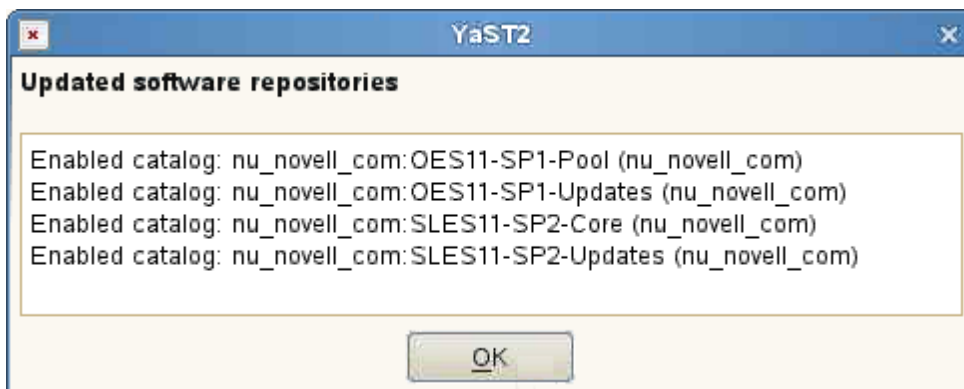 YaST2
Updated software repositories
Enabled catalog: nu_novell_com:OES11-SP1-Pool (nu_novell_com)
Enabled catalog: nu_novell_com:OES11-SP1-Updates (nu_novell_com)
Enabled catalog: nu_novell_com:SLES11-SP2-Core (nu_novell_com)
Enabled catalog: nu_novell_com:SLES11-SP2-Updates (nu_novell_com)
OK